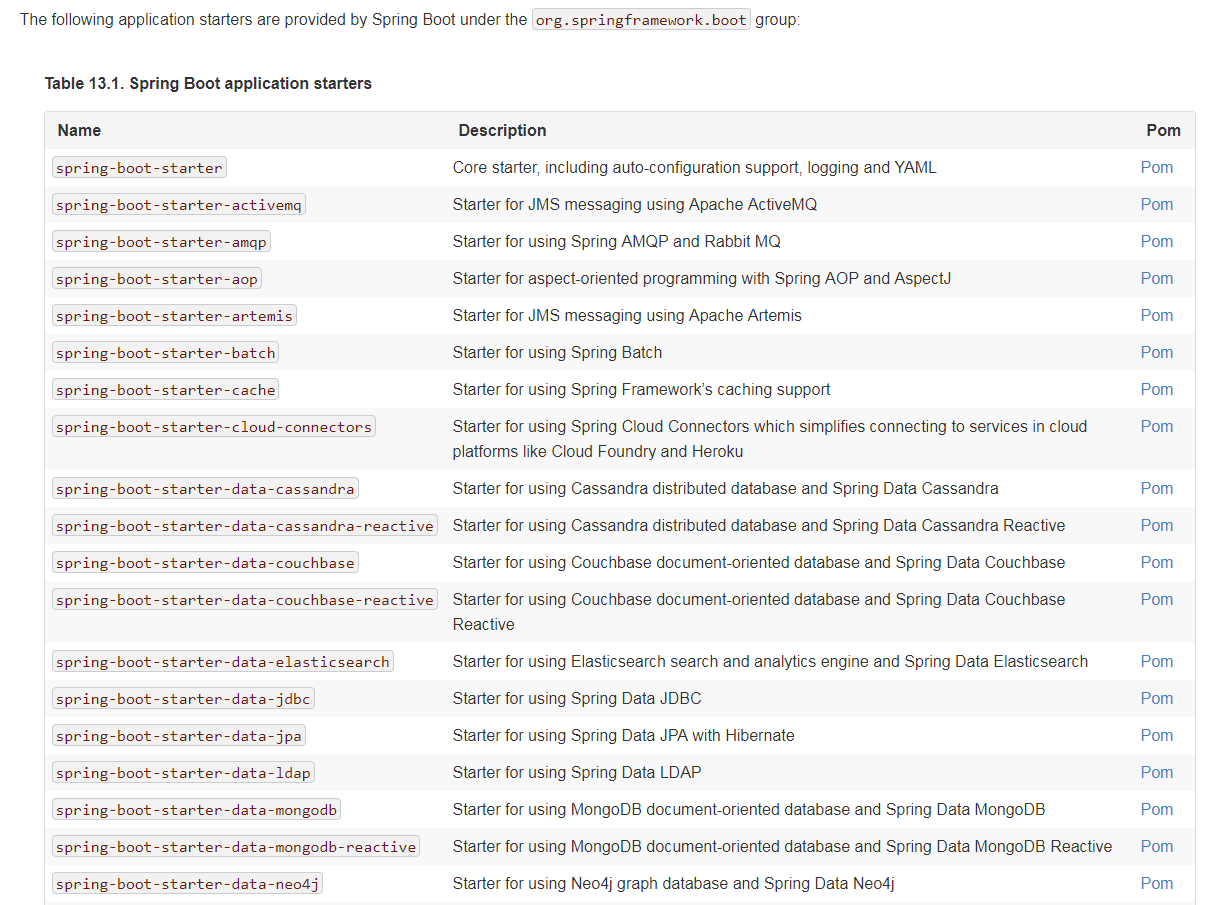 The following application starters are provided by Spring Boot under the org.springframework.boot group:
Table 13.1. Spring Boot application starters
Name Description Pom
spring-boot-starter Core starter, including auto-configuration support, logging and YAML Pom
spring-boot-starter-activemq Starter for JMS messaging using Apache ActiveMQ Pom
spring-boot-starter-amqp Starter for using Spring AMQP and Rabbit MQ Pom
spring-boot-starter-aop Starter for aspect-oriented programming with Spring AOP and AspectJ Pom
spring-boot-starter-artemis Starter for JMS messaging using Apache Artemis Pom
spring-boot-starter-batch Starter for using Spring Batch Pom
spring-boot-starter-cache Starter for using Spring Framework’s caching support Pom
spring-boot-starter-cloud-connectors Starter for using Spring Cloud Connectors which simplifies connecting to services in cloud Pom
platforms like Cloud Foundry and Heroku
spring-boot-starter-data-cassandra Starter for using Cassandra distributed database and Spring Data Cassandra Pom
spring-boot-starter-data-cassandra-reactive Starter for using Cassandra distributed database and Spring Data Cassandra Reactive Pom
spring-boot-starter-data-couchbase Starter for using Couchbase document-oriented database and Spring Data Couchbase Pom
spring-boot-starter-data-couchbase-reactive Starter for using Couchbase document-oriented database and Spring Data Couchbase Pom
Reactive
spring-boot-starter-data-elasticsearch Starter for using Elasticsearch search and analytics engine and Spring Data Elasticsearch Pom
spring-boot-starter-data-jdbc Starter for using Spring Data JDBC Pom
spring-boot-starter-data-jpa Starter for using Spring Data JPA with Hibernate Pom
spring-boot-starter-data-ldap Starter for using Spring Data LDAP Pom
spring-boot-starter-data-mongodb Starter for using MongoDB document-oriented database and Spring Data MongoDB Pom
spring-boot-starter-data-mongodb-reactive Starter for using MongoDB document-oriented database and Spring Data MongoDB Reactive Pom
spring-boot-starter-data-neo4j Starter for using Neo4j graph database and Spring Data Neo4j Pom